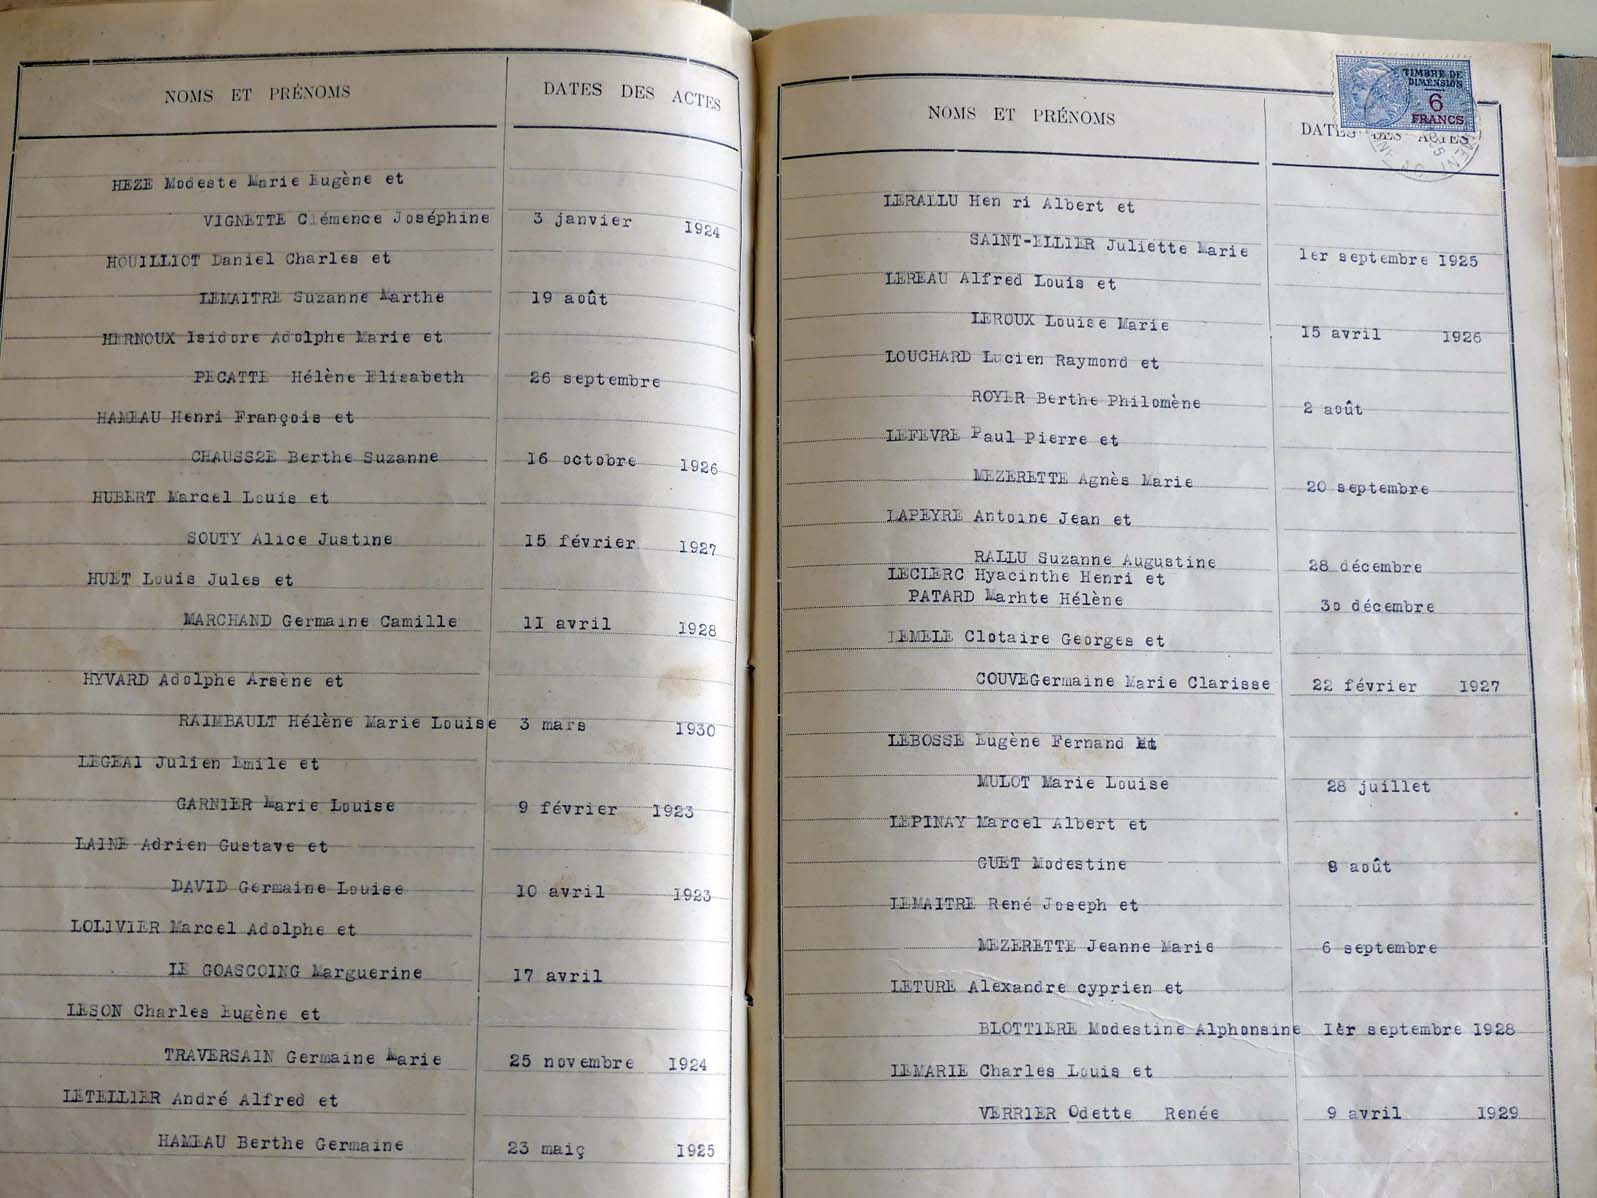 NOMS ET PRÉNOMS DATES DES ACTES
HEZE Modeste Marie Eugène et
VIGNETTE Clémence Joséphine 3 janvier 1924
HOUILLIOT Daniel Charles et
LEMAITRE Suzanne Marthe 19 août
HERNOUX Isidore Adolphe Marie et
PECATTE Hélène Elisabeth 26 septembre
HAMEAU Henri François et
CHAUSS2E Berthe Suzanne 16 octobre 1926
HUBERT Marcel Louis et
SOUTY Alice Justine 15 février 1927
HUET Louis Jules et
MARCHAND Germaine Camille 11 avril 1928
HYVARD Adolphe Arsène et
RAIMBAULT Hélène Marie Louise 3 mars 1930
LEGEAI Julien Emile et
GARNIER Marie Louise 9 février 1923
LAINE Adrien Gustave et
DAVID Germaine Louise 10 avril 1923
LOLIVIER Marcel Adolphe et
LE GOASCOING Marguerine 17 avril
LESON Charles Eugène et
TRAVERSAIN Germaine Marie 25 novembre 1924
LETELLIER André Alfred et
HAMEAU Berthe Germaine 23 maiç 1925
TIMBRE DE
DIMENSION
6
FRANCS
NOMS ET PRÉNOMS DATES DES ACTES
LERALLU Hen ri Albert et
SAINT-ELLIER Juliette Marie 1er septembre 1925
LEREAU Alfred Louis et
LEROUX Louise Marie 15 avril 1926
LOUCHARD Lucien Raymond et
ROYER Berthe Philomène 2 août
LEFEVRE Paul Pierre et
MEZERETTE Agnès Marie 20 septembre
LAPEYRE Antoine Jean et
RALLU Suzanne Augustine 28 décembre
LECLERC Hyacinthe Henri et
PATARD Marhte Hélène 30 décembre
LEMELE Clotaire Georges et
COUVEGermaine Marie Clarisse 22 février 1927
LEBOSSE Eugène Fernand Et
MULOT Marie Louise 28 juillet
LEPINAY Marcel Albert et
GUET Modestine 8 août
LEMAITRE René Joseph et
MEZERETTE Jeanne Marie 6 septembre
LETURE Alexandre cyprien et
BLOTTIERE Modestine Alphonsine 1èr septembre 1928
LEMARIE Charles Louis et
VERRIER Odette Renée 9 avril 1929